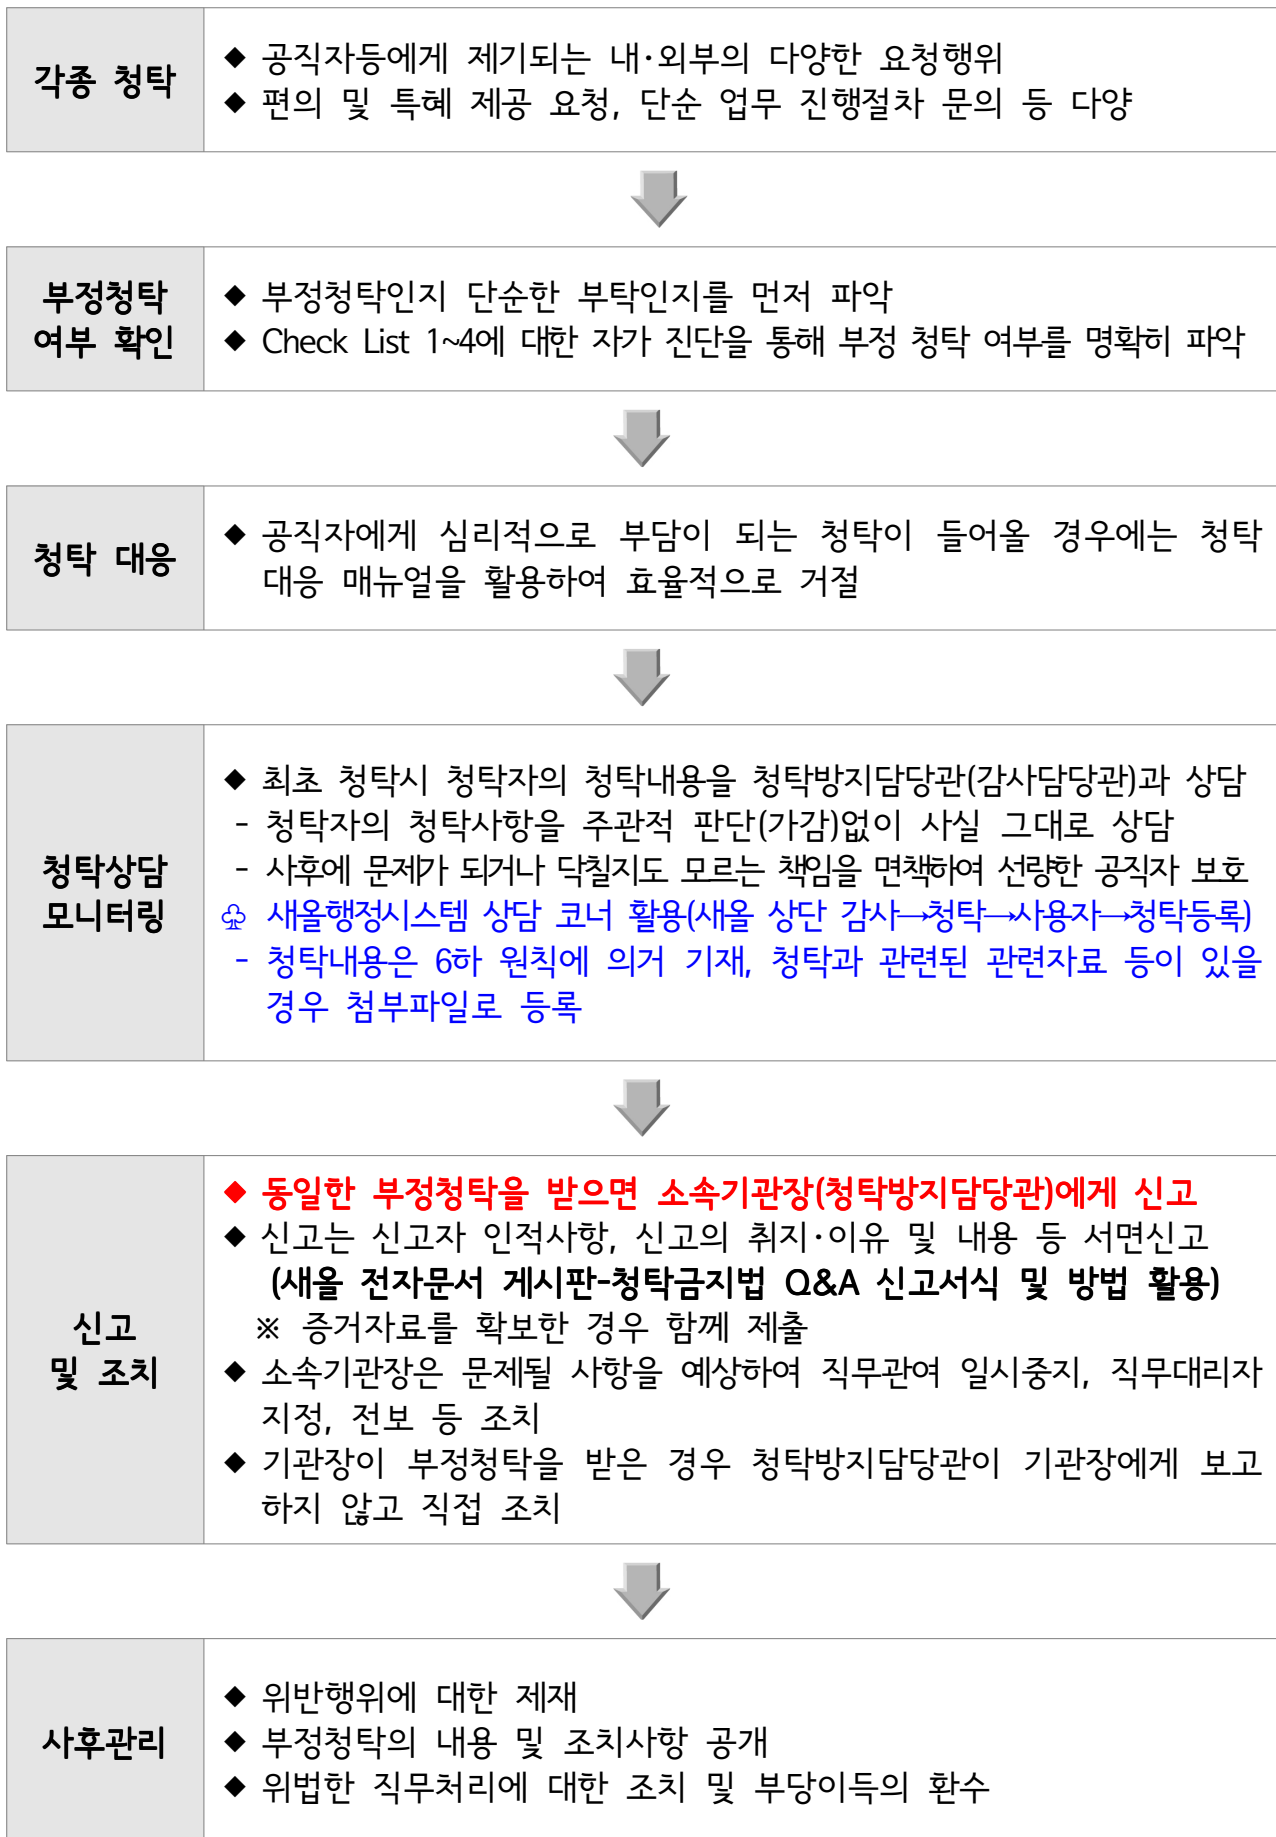 각종 청탁
◆ 공직자등에게 제기되는 내·외부의 다양한 요청행위
◆ 편의 및 특혜 제공 요청, 단순 업무 진행절차 문의 등 다양
부정청탁
여부 확인
◆ 부정청탁인지 단순한 부탁인지를 먼저 파악
◆ Check List 1~4에 대한 자가 진단을 통해 부정 청탁 여부를 명확히 파악
청탁 대응
◆ 공직자에게 심리적으로 부담이 되는 청탁이 들어올 경우에는 청탁
대응 매뉴얼을 활용하여 효율적으로 거절
청탁상담
모니터링
◆ 최초 청탁시 청탁자의 청탁내용을 청탁방지담당관(감사담당관)과 상담
- 청탁자의 청탁사항을 주관적 판단(가감)없이 사실 그대로 상담
- 사후에 문제가 되거나 닥칠지도 모르는 책임을 면책하여 선량한 공직자 보호
♧ 새올행정시스템 상담 코너 활용(새올 상단 감사→청탁→사용자→청탁등록)
- 청탁내용은 6하 원칙에 의거 기재, 청탁과 관련된 관련자료 등이 있을
경우 첨부파일로 등록
신고
및 조치
◆ 동일한 부정청탁을 받으면 소속기관장(청탁방지담당관)에게 신고
◆ 신고는 신고자 인적사항, 신고의 취지·이유 및 내용 등 서면신고
(새올 전자문서 게시판-청탁금지법 Q&A 신고서식 및 방법 활용)
※ 증거자료를 확보한 경우 함께 제출
◆ 소속기관장은 문제될 사항을 예상하여 직무관여 일시중지, 직무대리자
지정, 전보 등 조치
◆ 기관장이 부정청탁을 받은 경우 청탁방지담당관이 기관장에게 보고
하지 않고 직접 조치
사후관리
◆ 위반행위에 대한 제재
◆ 부정청탁의 내용 및 조치사항 공개
◆ 위법한 직무처리에 대한 조치 및 부당이득의 환수